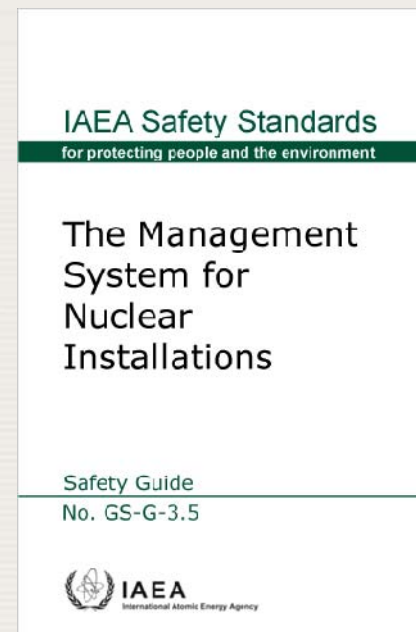 IAEA Safety Standards
for protecting people and the environment
The Management
System for
Nuclear
Installations
Safety Guide
No. GS-G-3.5
IAEA
International Atomic Energy Agency